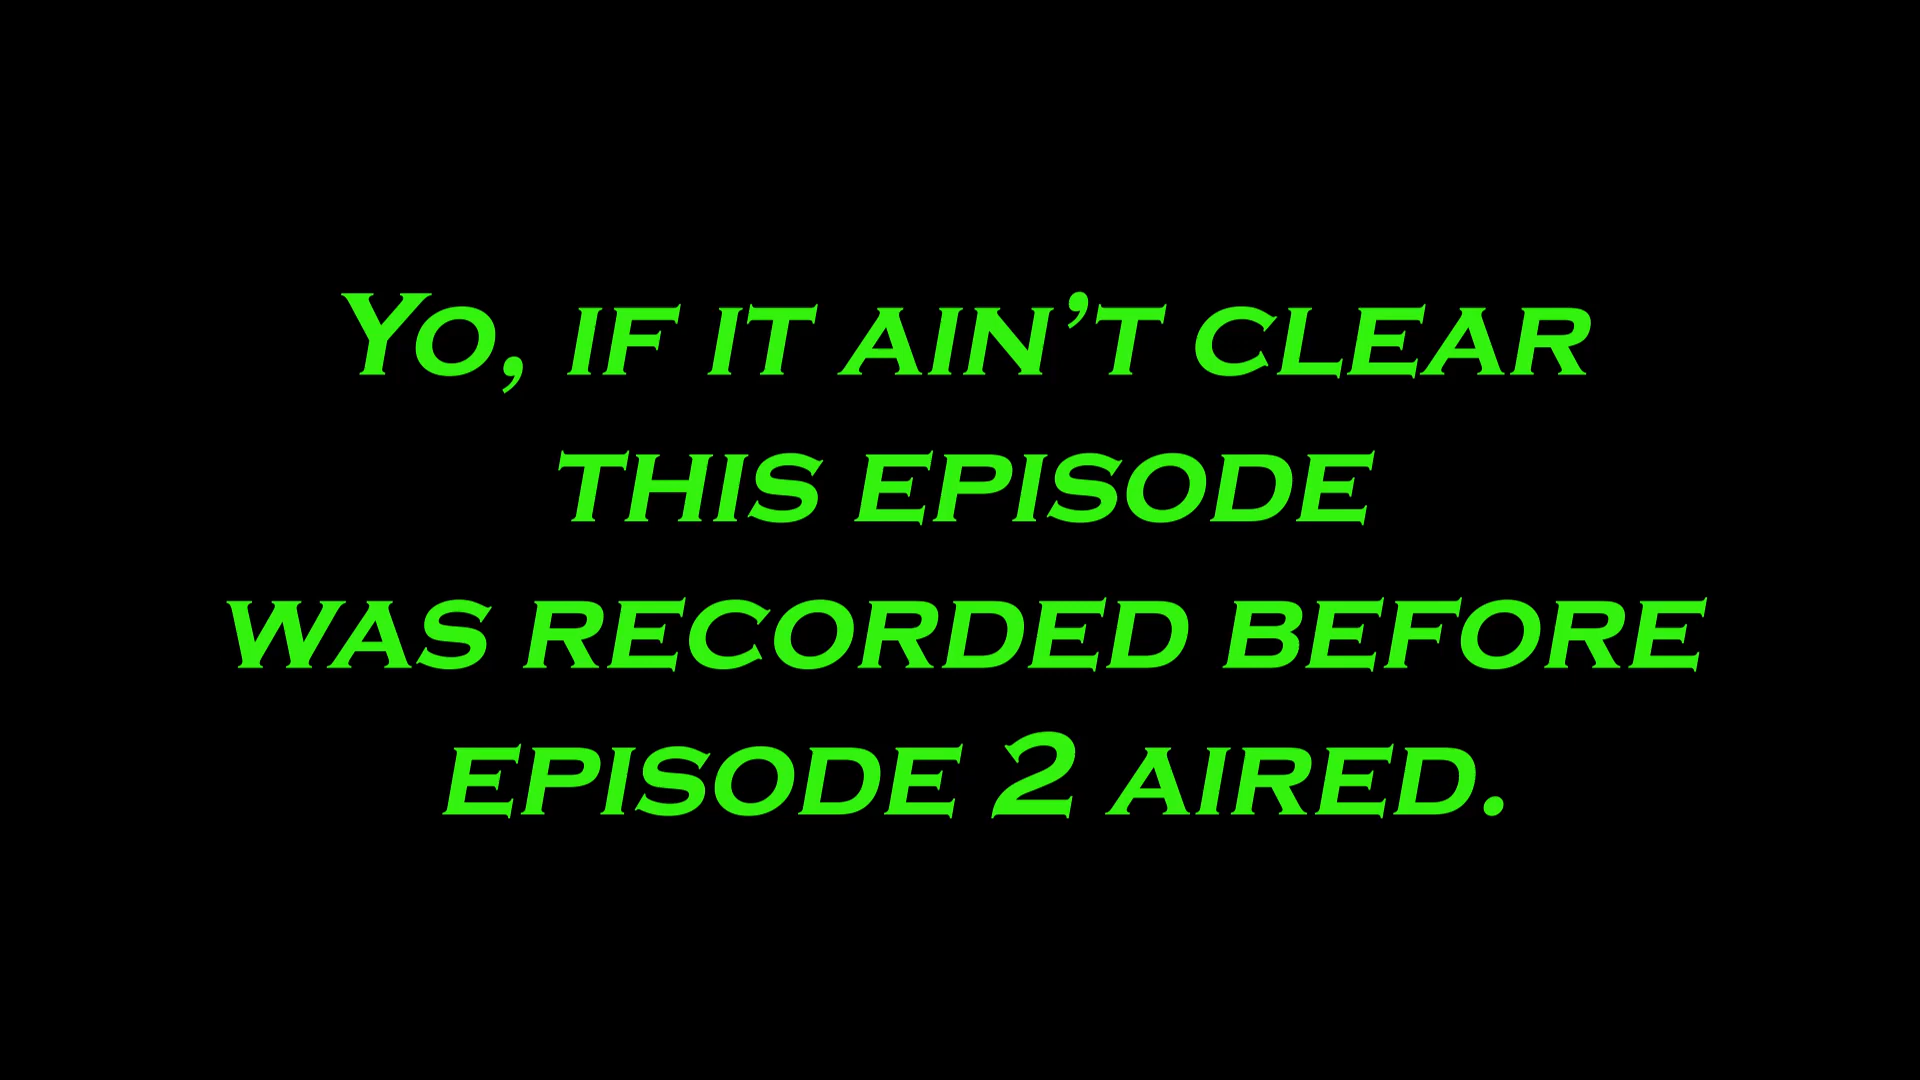 Yo, if it ain’t clear
this episode
was recorded before
episode 2 aired.